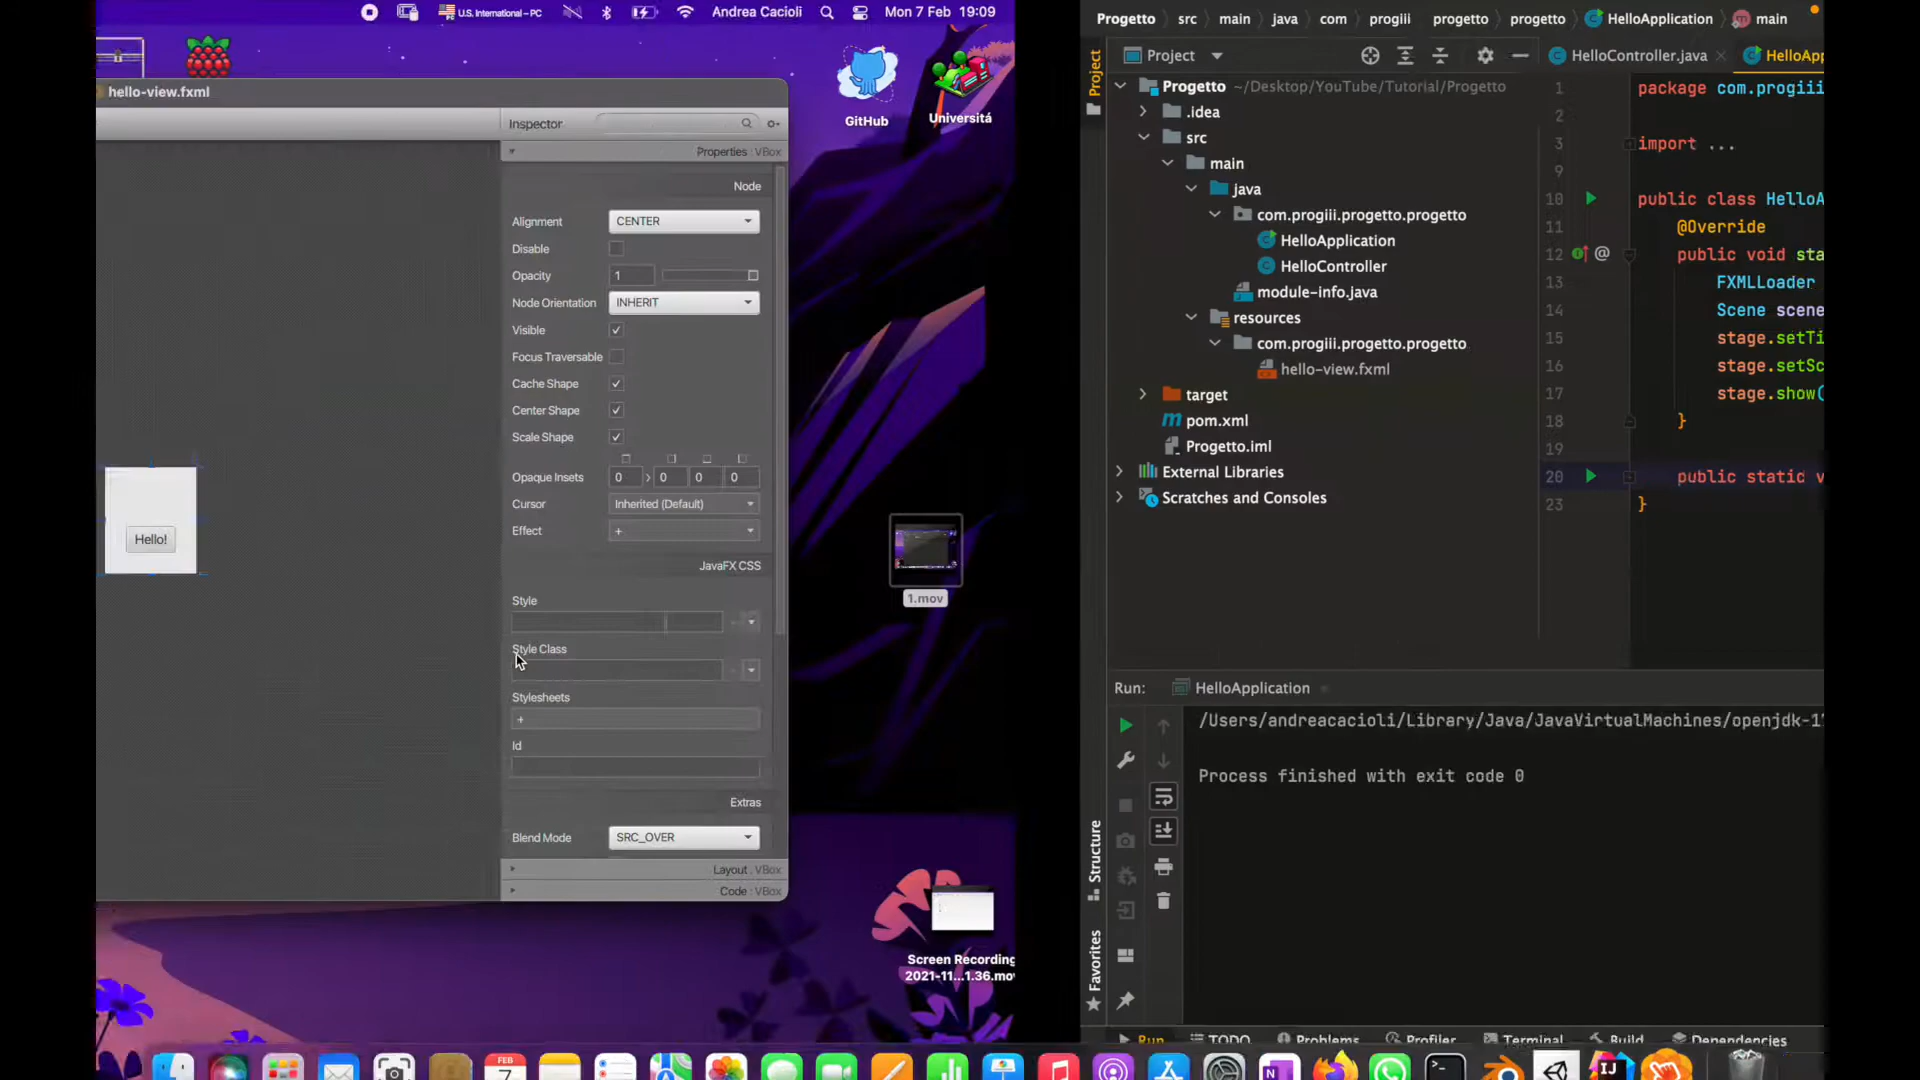 U.S. International – PC
Andrea Cacioli
Mon 7 Feb 19:09
GitHub
Universitá
hello-view.fxml
Inspector
Properties : VBox
Node
Alignment CENTER
Disable
Opacity 1
Node Orientation INHERIT
Visible
Focus Traversable
Cache Shape
Center Shape
Scale Shape
Opaque Insets 0 0 0 0
Cursor Inherited (Default)
Effect +
JavaFX CSS
Style
Style Class
Stylesheets
+
Id
Extras
Blend Mode SRC_OVER
Layout : VBox
Code : VBox
Hello!
1.mov
Screen Recording
2021-11...1.36.mov
FEB
7
Progetto src main java com progiii progetto progetto HelloApplication main
Project
Project
HelloController.java
HelloApp
Progetto ~/Desktop/YouTube/Tutorial/Progetto
.idea
src
main
java
com.progiii.progetto.progetto
HelloApplication
HelloController
module-info.java
resources
com.progiii.progetto.progetto
hello-view.fxml
target
pom.xml
Progetto.iml
External Libraries
Scratches and Consoles
1 package com.progiii
2
3 import ...
9
10 public class HelloA
11 @Override
12 @ public void sta
13 FXMLLoader
14 Scene scene
15 stage.setTi
16 stage.setSc
17 stage.show(
18 }
19
20 public static v
23 }
Run: HelloApplication
/Users/andreacacioli/Library/Java/JavaVirtualMachines/openjdk-1
Process finished with exit code 0
Structure
Favorites
Run TODO Problems Profiler Terminal Build Dependencies